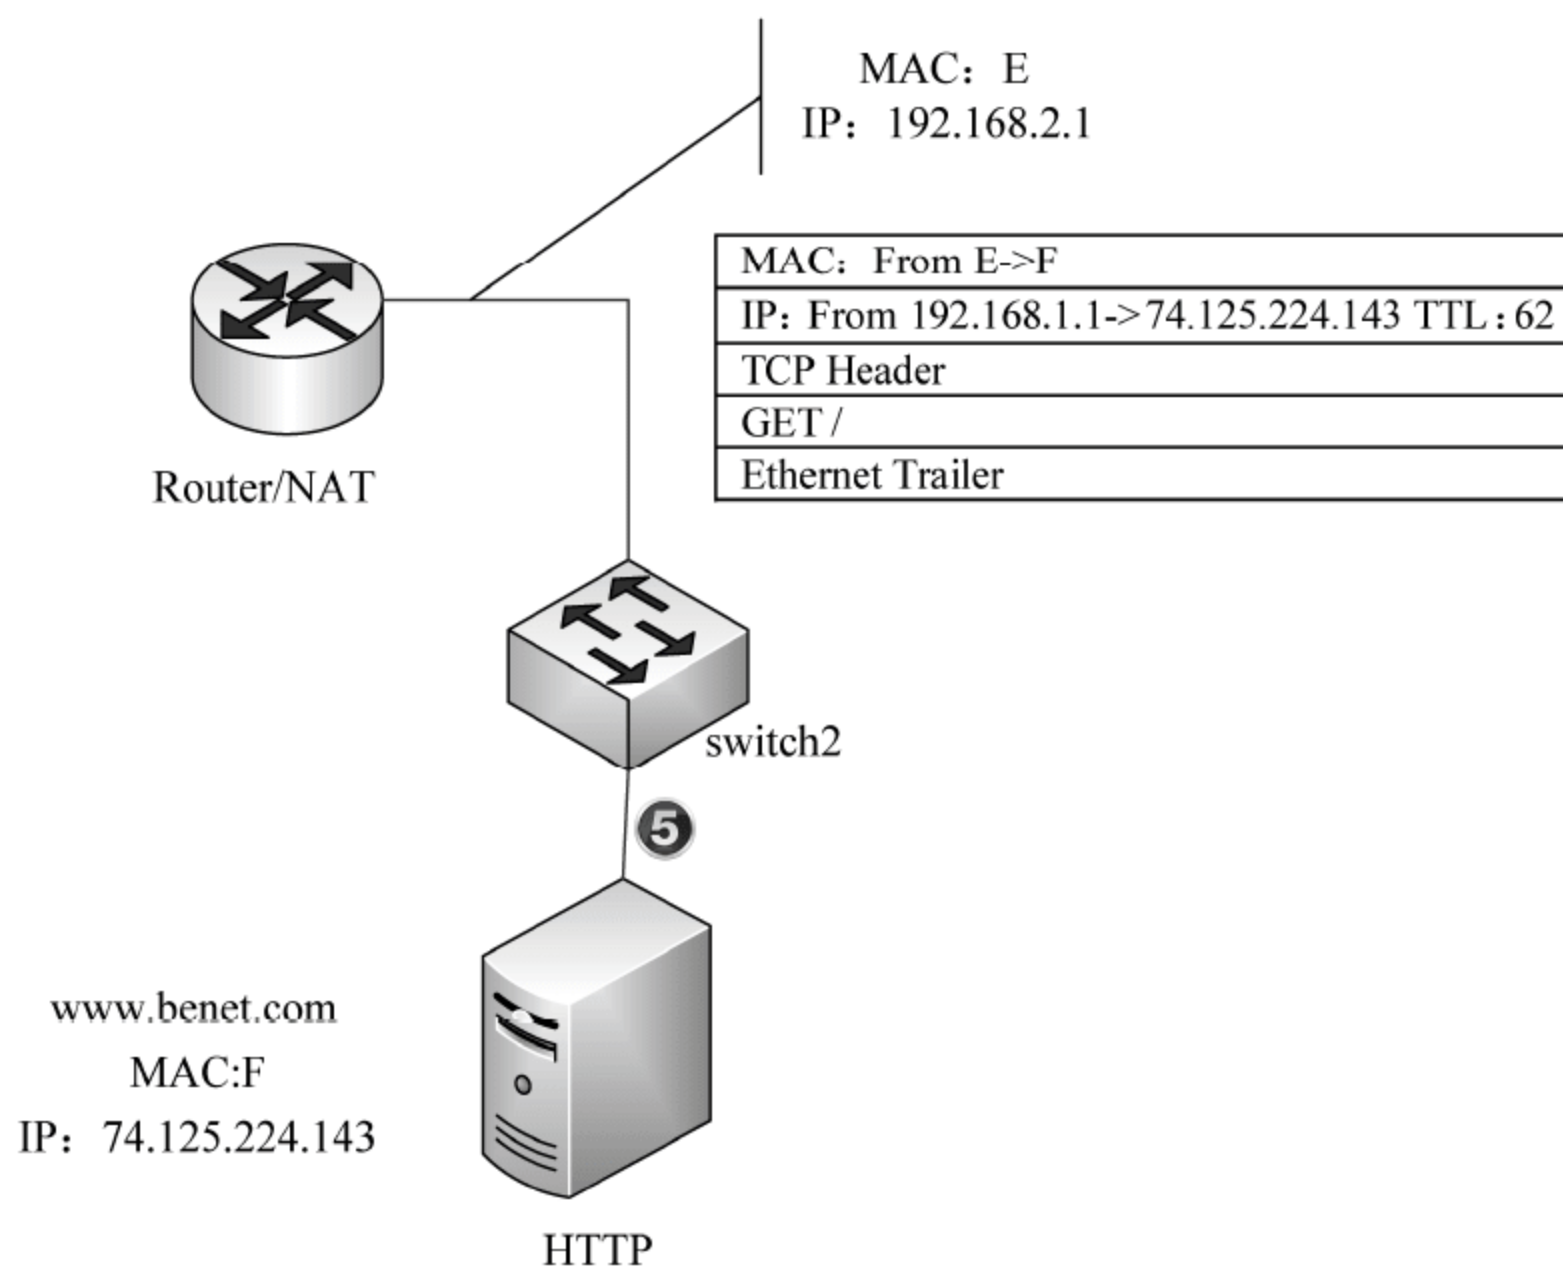 MAC：E
IP：192.168.2.1
MAC：From E->F
IP：From 192.168.1.1->74.125.224.143 TTL：62
TCP Header
GET /
Ethernet Trailer
Router/NAT
switch2
5
www.benet.com
MAC:F
IP：74.125.224.143
HTTP